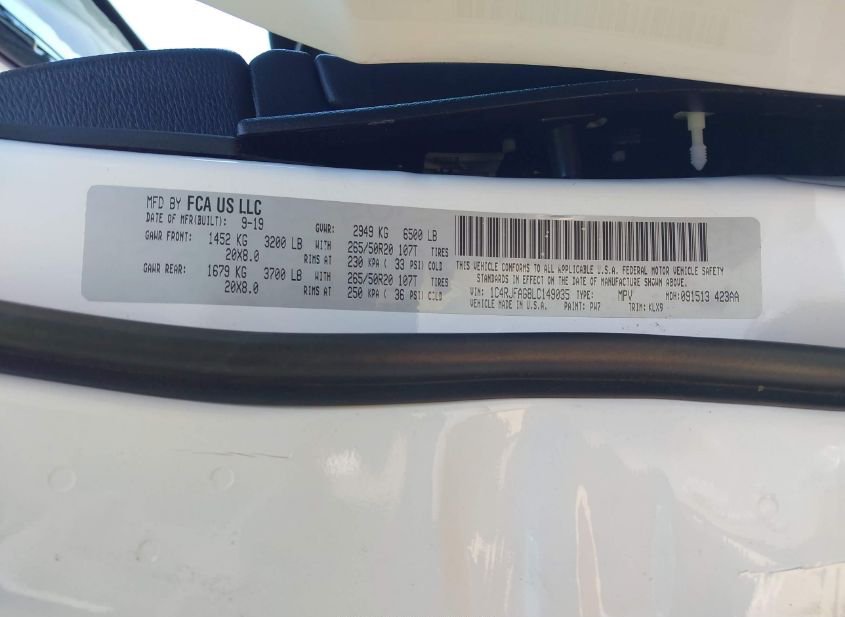 MFD BY FCA US LLC
DATE OF MFR(BUILT): 9-19 GVWR: 2949 KG 6500 LB
GAWR FRONT: 1452 KG 3200 LB WITH 265/50R20 107T TIRES
20X8.0 RIMS AT 230 KPA ( 33 PSI) COLD
GAWR REAR: 1679 KG 3700 LB WITH 265/50R20 107T TIRES
20X8.0 RIMS AT 250 KPA ( 36 PSI) COLD
THIS VEHICLE CONFORMS TO ALL APPLICABLE U.S.A. FEDERAL MOTOR VEHICLE SAFETY
STANDARDS IN EFFECT ON THE DATE OF MANUFACTURE SHOWN ABOVE.
VIN: 1C4RJFAG8LC149035 TYPE: MPV MDH: 091513 423AA
VEHICLE MADE IN U.S.A. PAINT: PW7 TRIM: KLX9